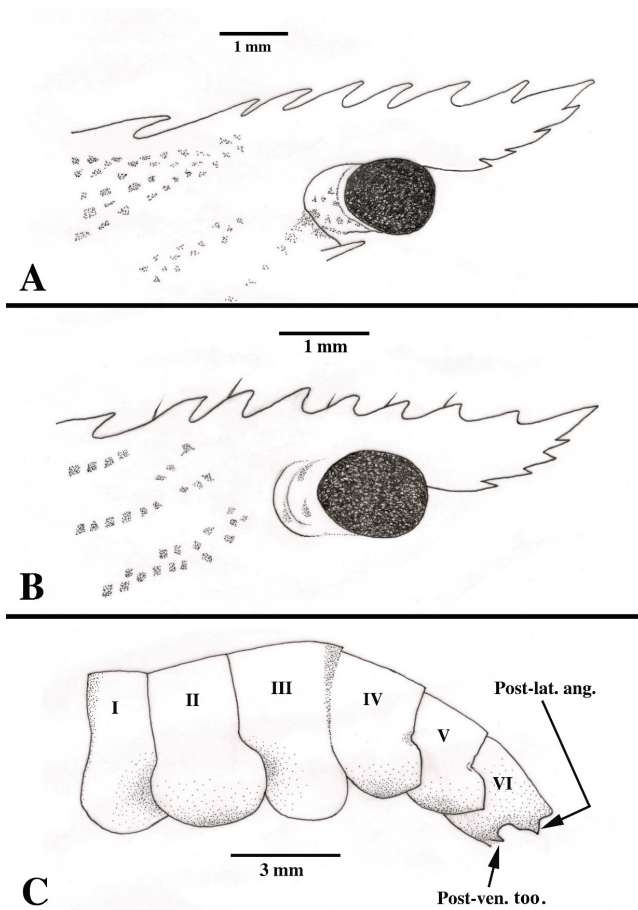 1 mm
A
1 mm
B
I II III IV V VI
Post-lat. ang.
3 mm
Post-ven. too.
C